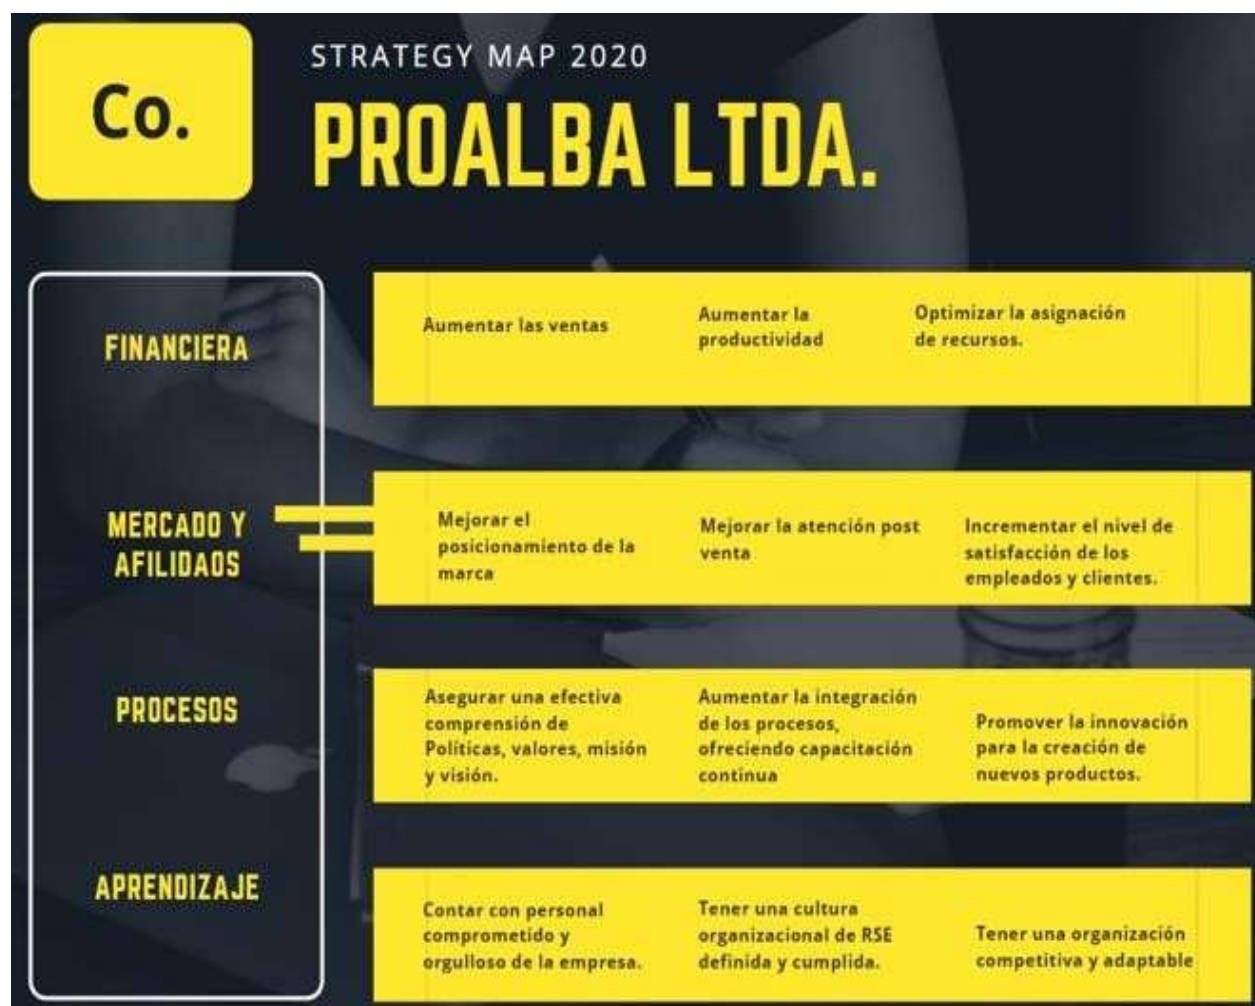 Co.
STRATEGY MAP 2020
PROALBA LTDA.
FINANCIERA
Aumentar las ventas
Aumentar la
productividad
Optimizar la asignación
de recursos.
MERCADO Y
AFILIDAOS
Mejorar el
posicionamiento de la
marca
Mejorar la atención post
venta
Incrementar el nivel de
satisfacción de los
empleados y clientes.
PROCESOS
Asegurar una efectiva
comprensión de
Políticas, valores, misión
y visión.
Aumentar la integración
de los procesos,
ofreciendo capacitación
continua
Promover la innovación
para la creación de
nuevos productos.
APRENDIZAJE
Contar con personal
comprometido y
orgulloso de la empresa.
Tener una cultura
organizacional de RSE
definida y cumplida.
Tener una organización
competitiva y adaptable